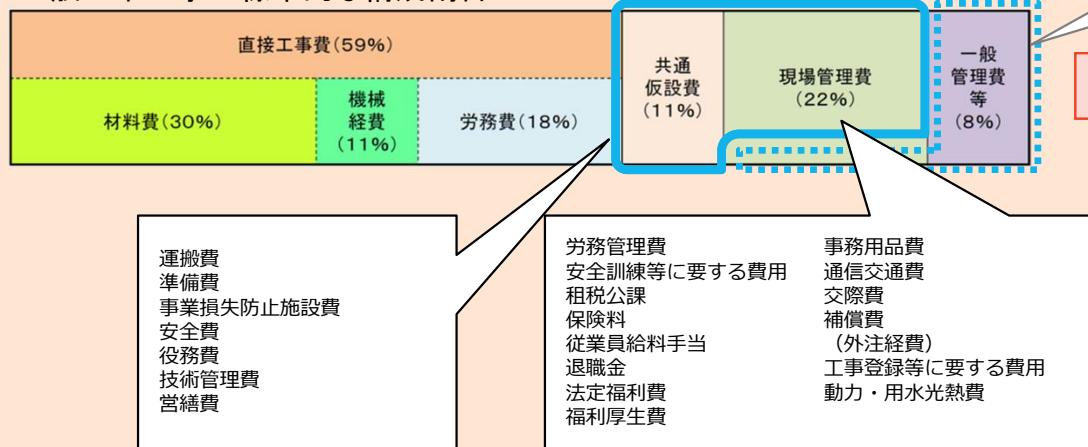 直接工事費(59%)
材料費(30%)
機械
経費
(11%)
労務費(18%)
共通
仮設費
(11%)
現場管理費
(22%)
一般
管理費
等
(8%)
運搬費
準備費
事業損失防止施設費
安全費
役務費
技術管理費
営繕費
労務管理費
安全訓練等に要する費用
租税公課
保険料
従業員給料手当
退職金
法定福利費
福利厚生費
事務用品費
通信交通費
交際費
補償費
（外注経費）
工事登録等に要する費用
動力・用水光熱費